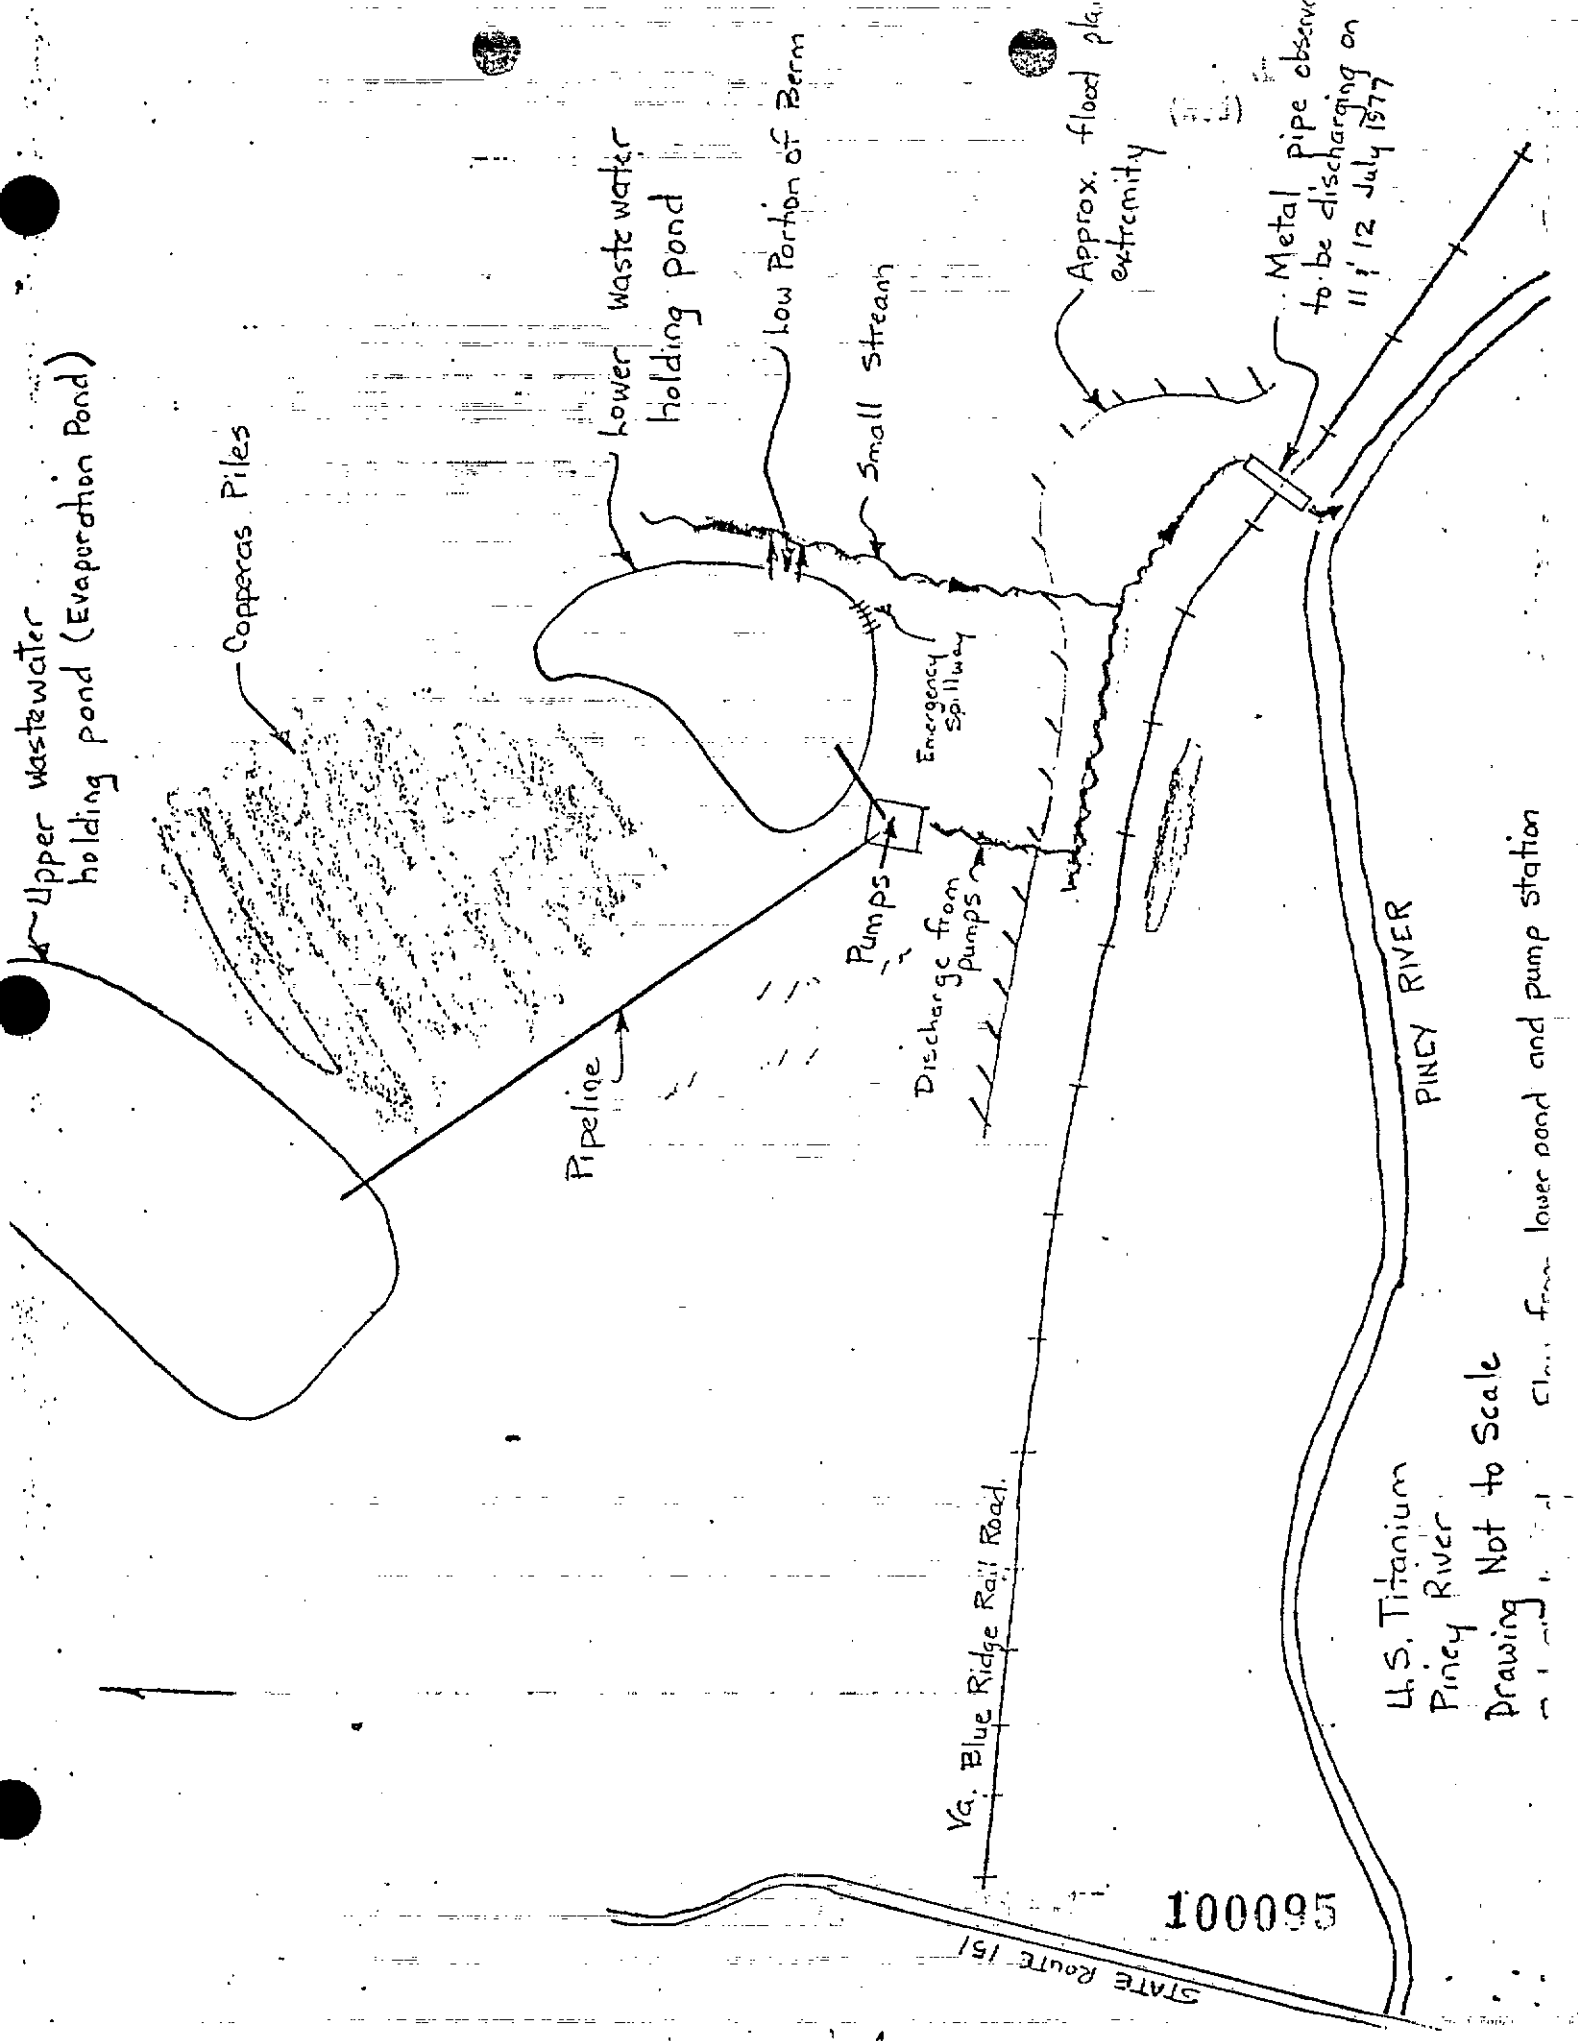 Upper wastewater
holding pond (Evaporation Pond)
Copperas Piles
Lower wastewater
holding pond
Low Portion of Berm
Small stream
Pipeline
Pumps
Emergency
Spillway
Discharge from
pumps
Approx. flood
extremity
Metal pipe
to be discharging on
11 & 12 July 1977
Va. Blue Ridge Rail Road.
STATE ROUTE 151
PINEY RIVER
U.S. Titanium
Piney River
Drawing Not to Scale
from lower pond and pump station
100095